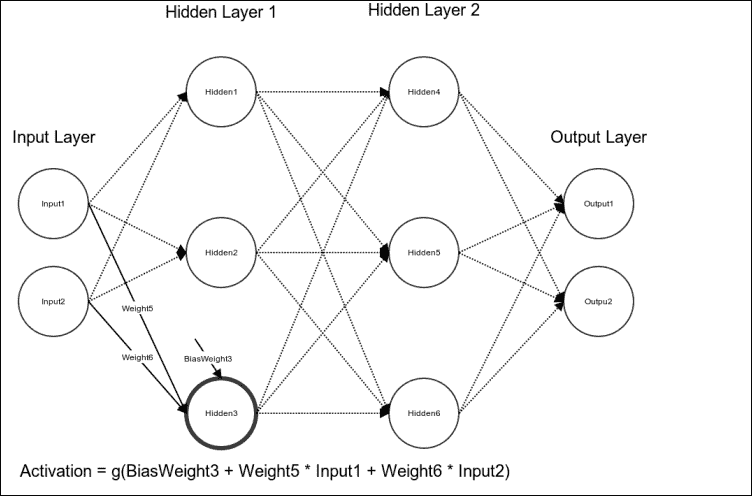 Hidden Layer 1
Hidden Layer 2
Hidden1
Hidden4
Input Layer
Output Layer
Input1
Output1
Hidden2
Hidden5
Input2
Outpu2
Weight5
Weight6
BiasWeight3
Hidden3
Hidden6
Activation = g(BiasWeight3 + Weight5 * Input1 + Weight6 * Input2)